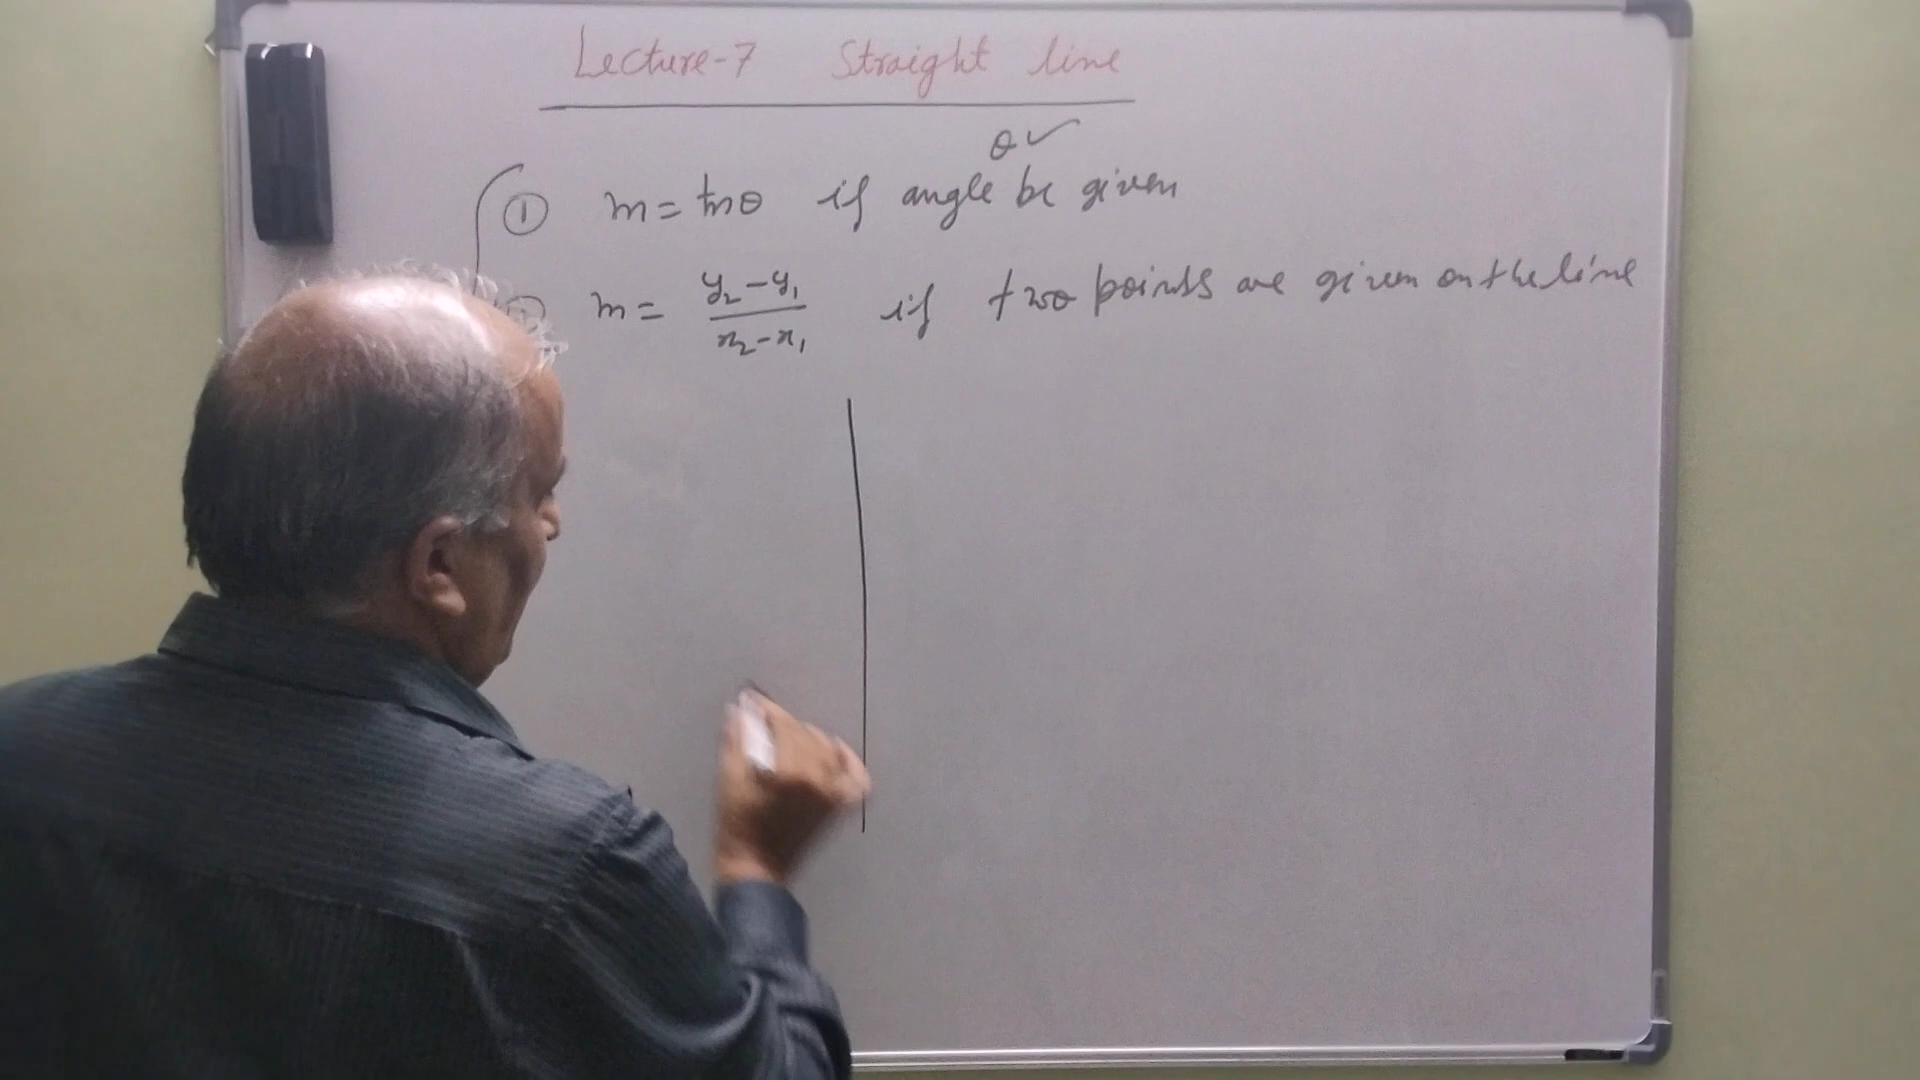 Lecture-7 Straight line
θ ✓
① m = tanθ if angle be given
m = \frac{y₂-y₁}{x₂-x₁} if two points are given on the line